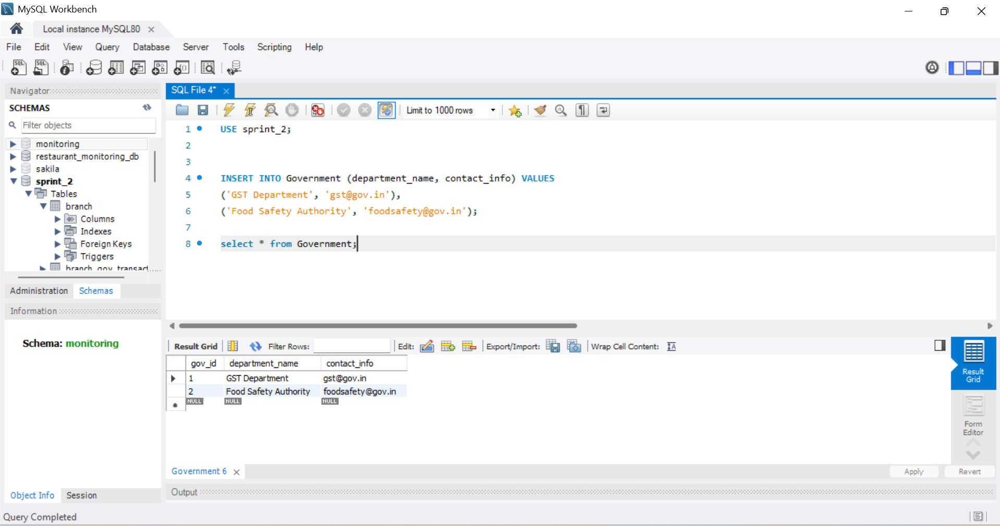 MySQL Workbench
Local instance MySQL80
File Edit View Query Database Server Tools Scripting Help
Navigator
SCHEMAS
Filter objects
monitoring
restaurant_monitoring_db
sakila
sprint_2
Tables
branch
Columns
Indexes
Foreign Keys
Triggers
branch_gov_transact
Administration Schemas
Information
Schema: monitoring
Object Info Session
Query Completed
SQL File 4*
Limit to 1000 rows
1 USE sprint_2;
2
3
4 INSERT INTO Government (department_name, contact_info) VALUES
5 ('GST Department', 'gst@gov.in'),
6 ('Food Safety Authority', 'foodsafety@gov.in');
7
8 select * from Government;
Result Grid Filter Rows: Edit: Export/Import: Wrap Cell Content:
gov_id department_name contact_info
1 GST Department gst@gov.in
2 Food Safety Authority foodsafety@gov.in
NULL NULL NULL
Result
Grid
Form
Editor
Government 6
Apply Revert
Output